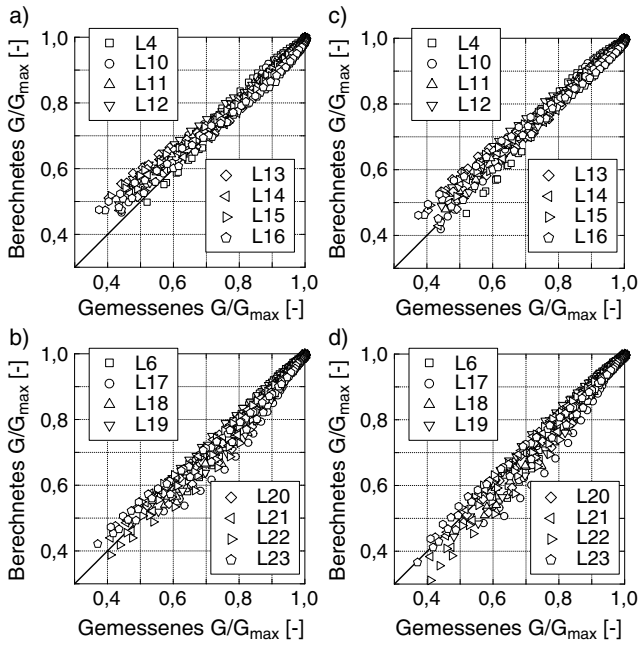 a)
Berechnetes G/Gmax [-]
1,0
0,8
0,6
0,4
L4
L10
L11
L12
L13
L14
L15
L16
0,4 0,6 0,8 1,0
Gemessenes G/Gmax [-]
c)
Berechnetes G/Gmax [-]
1,0
0,8
0,6
0,4
L4
L10
L11
L12
L13
L14
L15
L16
0,4 0,6 0,8 1,0
Gemessenes G/Gmax [-]
b)
Berechnetes G/Gmax [-]
1,0
0,8
0,6
0,4
L6
L17
L18
L19
L20
L21
L22
L23
0,4 0,6 0,8 1,0
Gemessenes G/Gmax [-]
d)
Berechnetes G/Gmax [-]
1,0
0,8
0,6
0,4
L6
L17
L18
L19
L20
L21
L22
L23
0,4 0,6 0,8 1,0
Gemessenes G/Gmax [-]